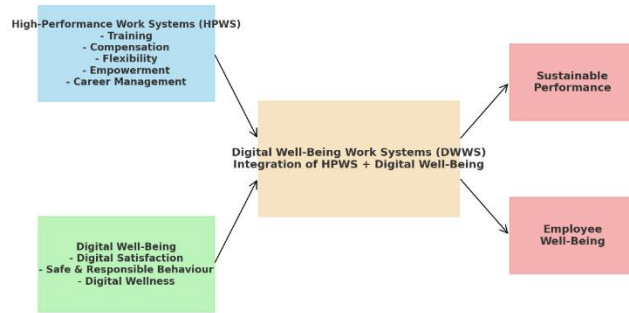 High-Performance Work Systems (HPWS)
- Training
- Compensation
- Flexibility
- Empowerment
- Career Management
Digital Well-Being
- Digital Satisfaction
- Safe & Responsible Behaviour
- Digital Wellness
Digital Well-Being Work Systems (DWWS)
Integration of HPWS + Digital Well-Being
Sustainable
Performance
Employee
Well-Being